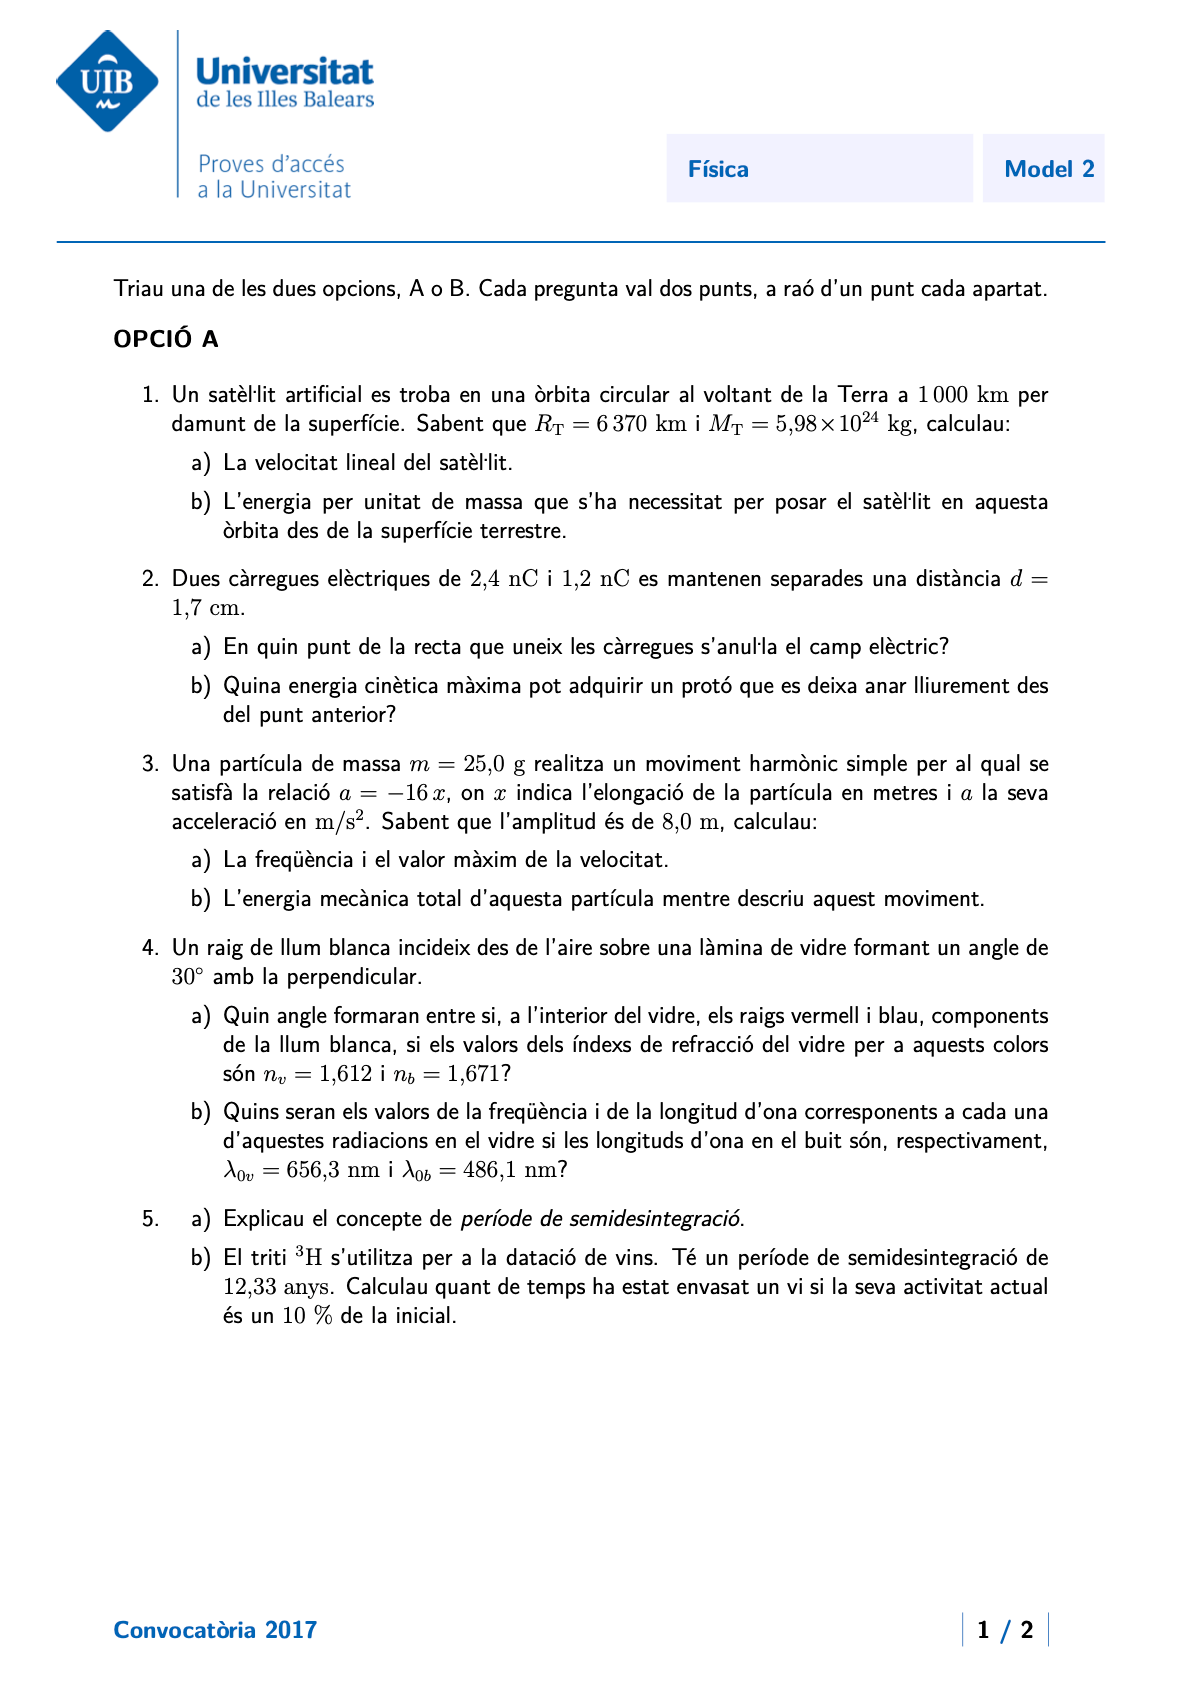 UIB
Universitat
de les Illes Balears
Proves d'accés
a la Universitat
Física
Model 2
Triau una de les dues opcions, A o B. Cada pregunta val dos punts, a raó d'un punt cada apartat.
OPCIÓ A
1. Un satèl·lit artificial es troba en una òrbita circular al voltant de la Terra a 1 000 km per
damunt de la superfície. Sabent que R_T = 6 370 km i M_T = 5,98×10²⁴ kg, calculau:
a) La velocitat lineal del satèl·lit.
b) L'energia per unitat de massa que s'ha necessitat per posar el satèl·lit en aquesta
òrbita des de la superfície terrestre.
2. Dues càrregues elèctriques de 2,4 nC i 1,2 nC es mantenen separades una distància d =
1,7 cm.
a) En quin punt de la recta que uneix les càrregues s'anul·la el camp elèctric?
b) Quina energia cinètica màxima pot adquirir un protó que es deixa anar lliurement des
del punt anterior?
3. Una partícula de massa m = 25,0 g realitza un moviment harmònic simple per al qual se
satisfà la relació a = −16 x, on x indica l'elongació de la partícula en metres i a la seva
acceleració en m/s². Sabent que l'amplitud és de 8,0 m, calculau:
a) La freqüència i el valor màxim de la velocitat.
b) L'energia mecànica total d'aquesta partícula mentre descriu aquest moviment.
4. Un raig de llum blanca incideix des de l'aire sobre una làmina de vidre formant un angle de
30° amb la perpendicular.
a) Quin angle formaran entre si, a l'interior del vidre, els raigs vermell i blau, components
de la llum blanca, si els valors dels índexs de refracció del vidre per a aquests colors
són n_v = 1,612 i n_b = 1,671?
b) Quins seran els valors de la freqüència i de la longitud d'ona corresponents a cada una
d'aquestes radiacions en el vidre si les longituds d'ona en el buit són, respectivament,
λ_0v = 656,3 nm i λ_0b = 486,1 nm?
5. a) Explicau el concepte de període de semidesintegració.
b) El triti ³H s'utilitza per a la datació de vins. Té un període de semidesintegració de
12,33 anys. Calculau quant de temps ha estat envasat un vi si la seva activitat actual
és un 10 % de la inicial.
Convocatòria 2017
1 / 2